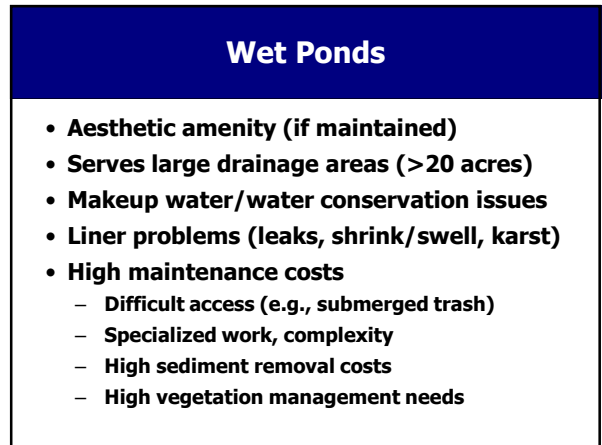 Wet Ponds
• Aesthetic amenity (if maintained)
• Serves large drainage areas (>20 acres)
• Makeup water/water conservation issues
• Liner problems (leaks, shrink/swell, karst)
• High maintenance costs
– Difficult access (e.g., submerged trash)
– Specialized work, complexity
– High sediment removal costs
– High vegetation management needs